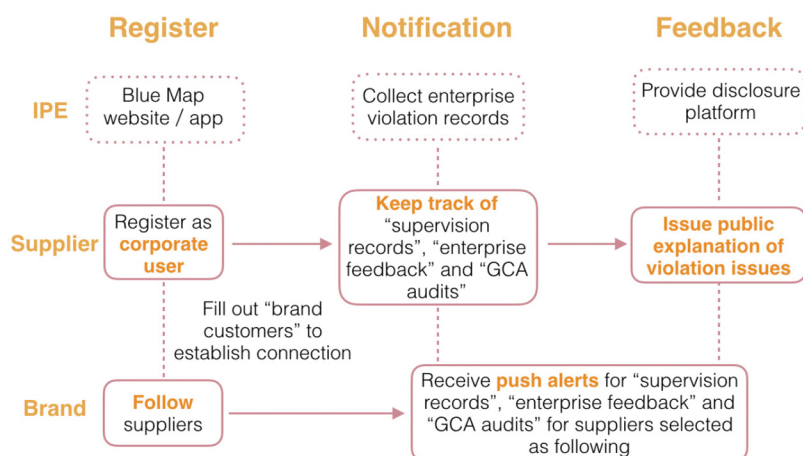 Register
Notification
Feedback
IPE
Blue Map
website / app
Collect enterprise
violation records
Provide disclosure
platform
Supplier
Register as
corporate
user
Keep track of
“supervision
records”, “enterprise
feedback” and “GCA
audits”
Issue public
explanation of
violation issues
Fill out “brand
customers” to
establish connection
Brand
Follow
suppliers
Receive push alerts for “supervision
records”, “enterprise feedback” and
“GCA audits” for suppliers selected
as following